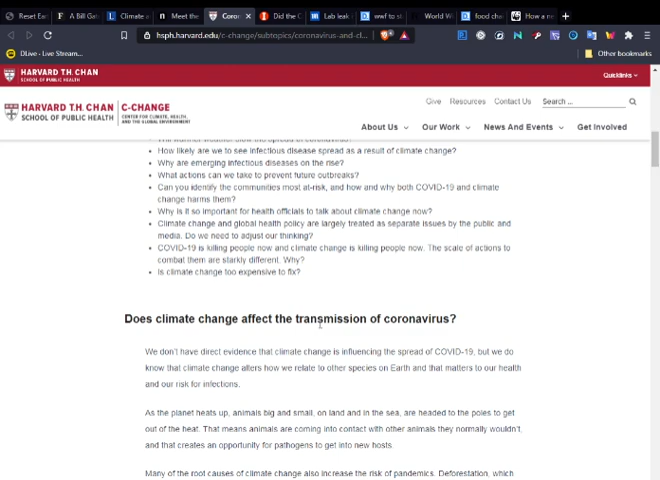 Reset Ear
A Bill Gat
Climate a
Meet the
Coron
Did the C
Lab leak
wwf to st
World Wi
food cha
How a ne
hsph.harvard.edu/c-change/subtopics/coronavirus-and-cl...
DLive - Live Stream...
Other bookmarks
HARVARD T.H. CHAN
SCHOOL OF PUBLIC HEALTH
Quicklinks
HARVARD T.H. CHAN
SCHOOL OF PUBLIC HEALTH
C-CHANGE
CENTER FOR CLIMATE, HEALTH,
AND THE GLOBAL ENVIRONMENT
Give Resources Contact Us Search ...
About Us Our Work News And Events Get Involved
How likely are we to see infectious disease spread as a result of climate change?
Why are emerging infectious diseases on the rise?
What actions can we take to prevent future outbreaks?
Can you identify the communities most at-risk, and how and why both COVID-19 and climate
change harms them?
Why is it so important for health officials to talk about climate change now?
Climate change and global health policy are largely treated as separate issues by the public and
media. Do we need to adjust our thinking?
COVID-19 is killing people now and climate change is killing people now. The scale of actions to
combat them are starkly different. Why?
Is climate change too expensive to fix?
Does climate change affect the transmission of coronavirus?
We don't have direct evidence that climate change is influencing the spread of COVID-19, but we do
know that climate change alters how we relate to other species on Earth and that matters to our health
and our risk for infections.
As the planet heats up, animals big and small, on land and in the sea, are headed to the poles to get
out of the heat. That means animals are coming into contact with other animals they normally wouldn't,
and that creates an opportunity for pathogens to get into new hosts.
Many of the root causes of climate change also increase the risk of pandemics. Deforestation, which